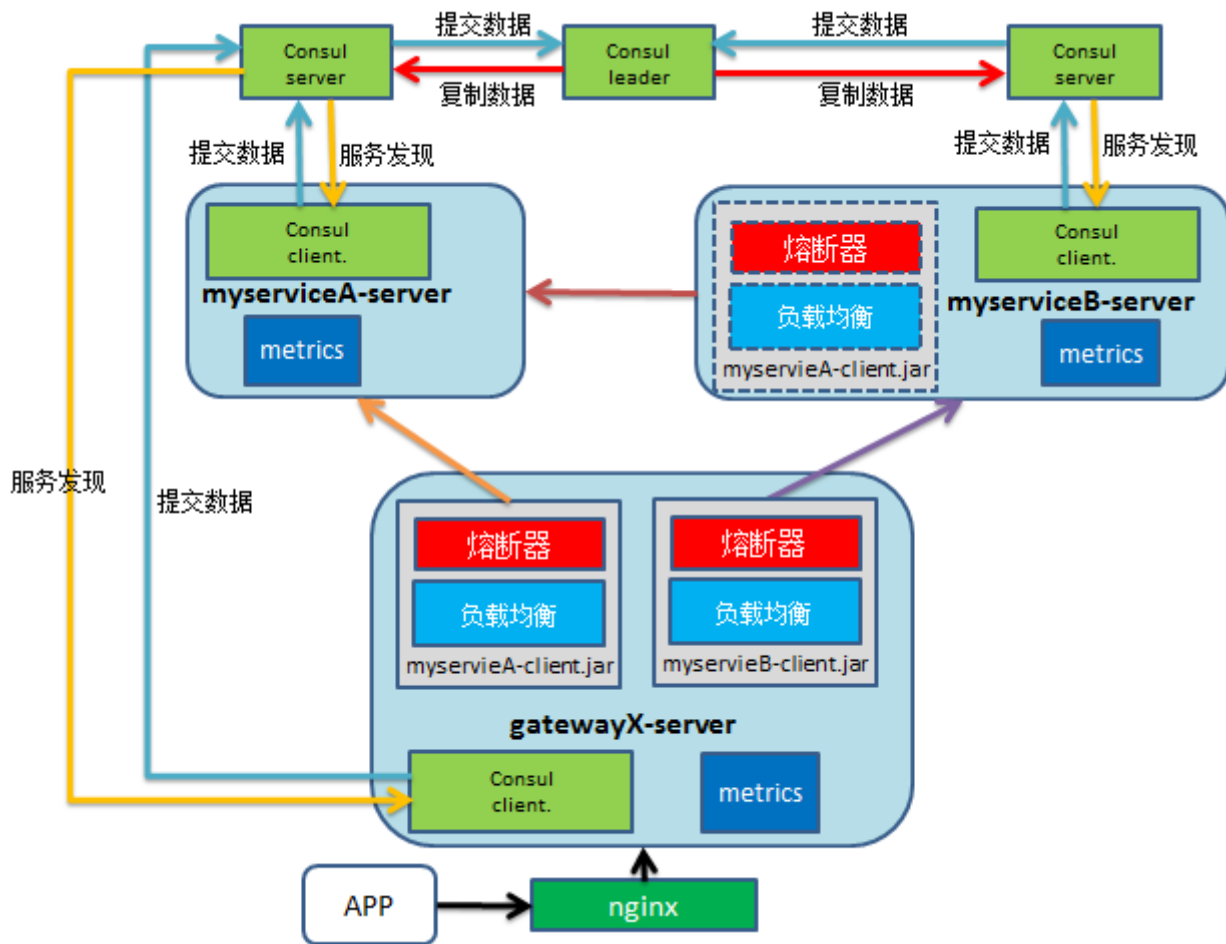 提交数据
提交数据
Consul
server
Consul
leader
Consul
server
复制数据
复制数据
提交数据
服务发现
提交数据
服务发现
Consul
client.
myserviceA-server
metrics
熔断器
负载均衡
myservieA-client.jar
Consul
client.
myserviceB-server
metrics
服务发现
提交数据
熔断器
负载均衡
myservieA-client.jar
熔断器
负载均衡
myservieB-client.jar
gatewayX-server
Consul
client.
metrics
APP
nginx